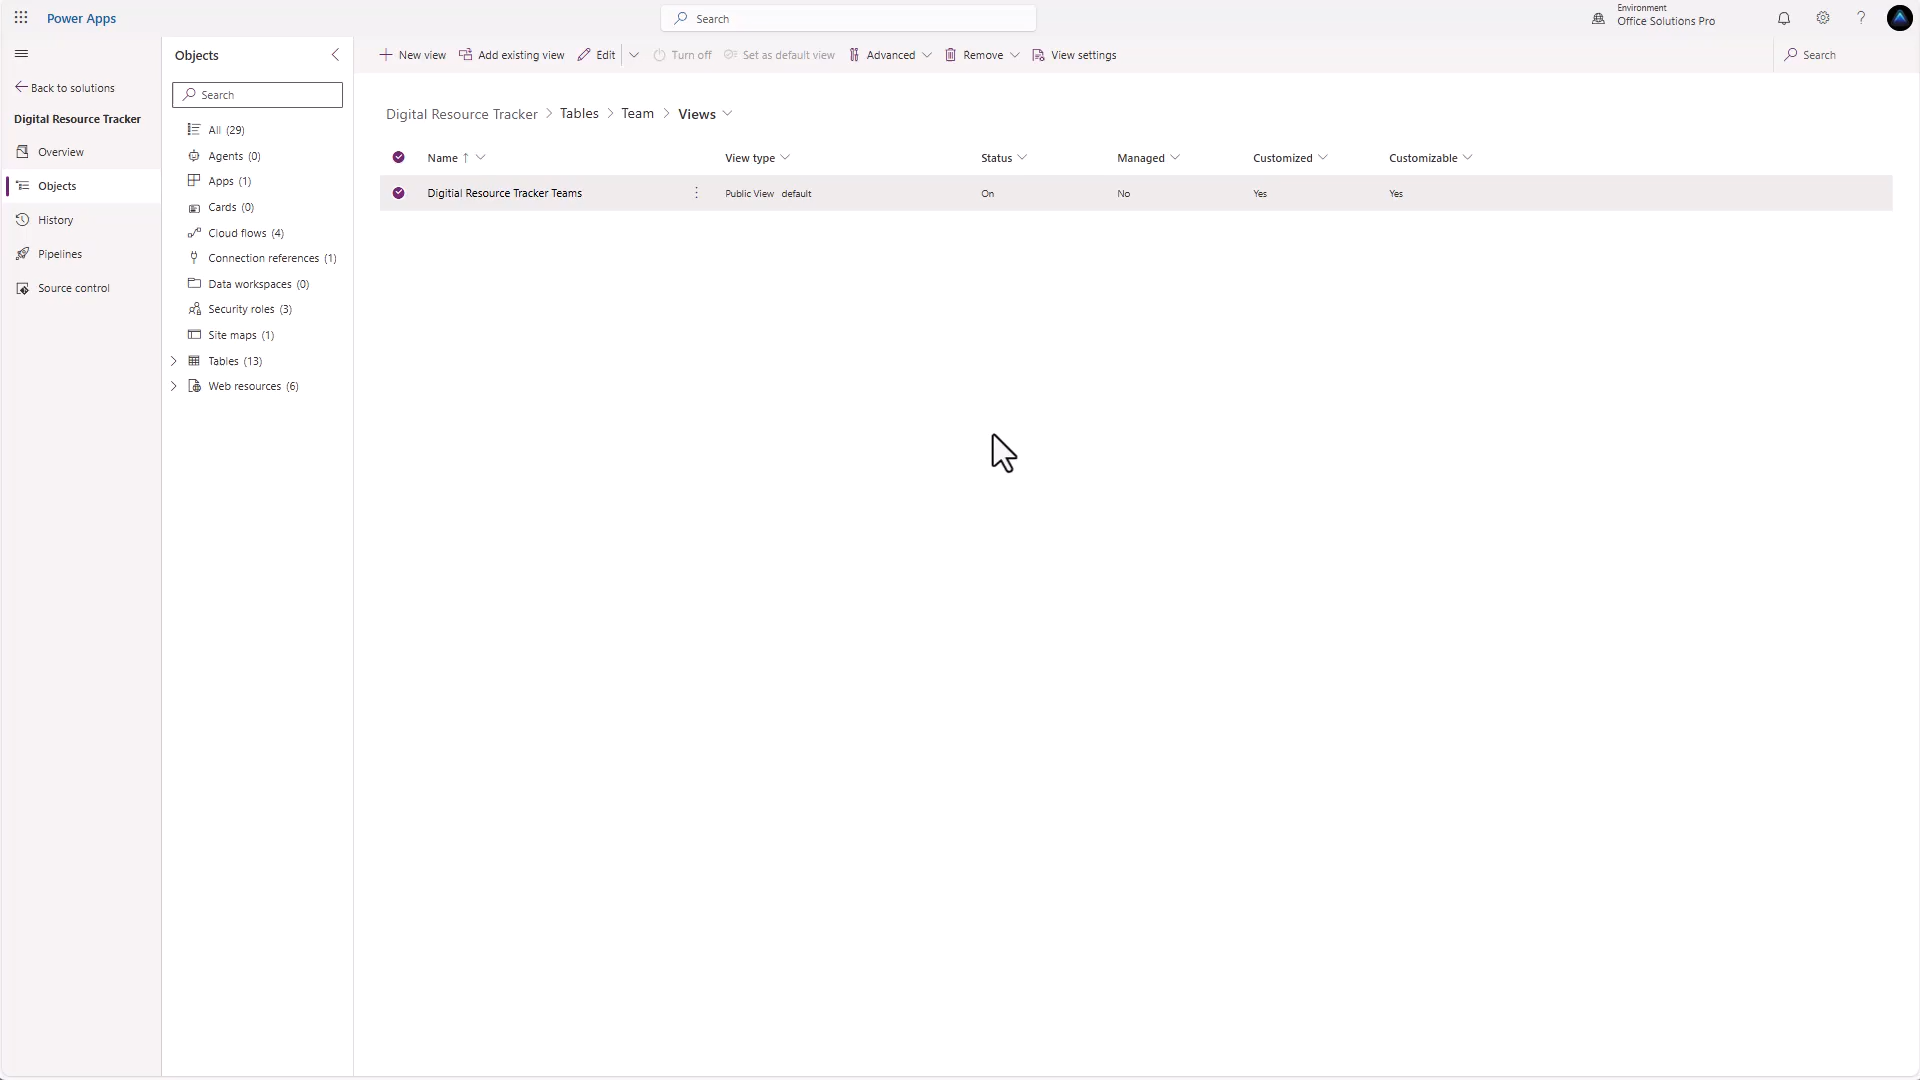 Power Apps
Search
Environment
Office Solutions Pro
Back to solutions
Digital Resource Tracker
Overview
Objects
History
Pipelines
Source control
Objects
Search
All (29)
Agents (0)
Apps (1)
Cards (0)
Cloud flows (4)
Connection references (1)
Data workspaces (0)
Security roles (3)
Site maps (1)
Tables (13)
Web resources (6)
New view Add existing view Edit Turn off Set as default view Advanced Remove View settings Search
Digital Resource Tracker > Tables > Team > Views
Name ↑ View type Status Managed Customized Customizable
Digitial Resource Tracker Teams Public View default On No Yes Yes